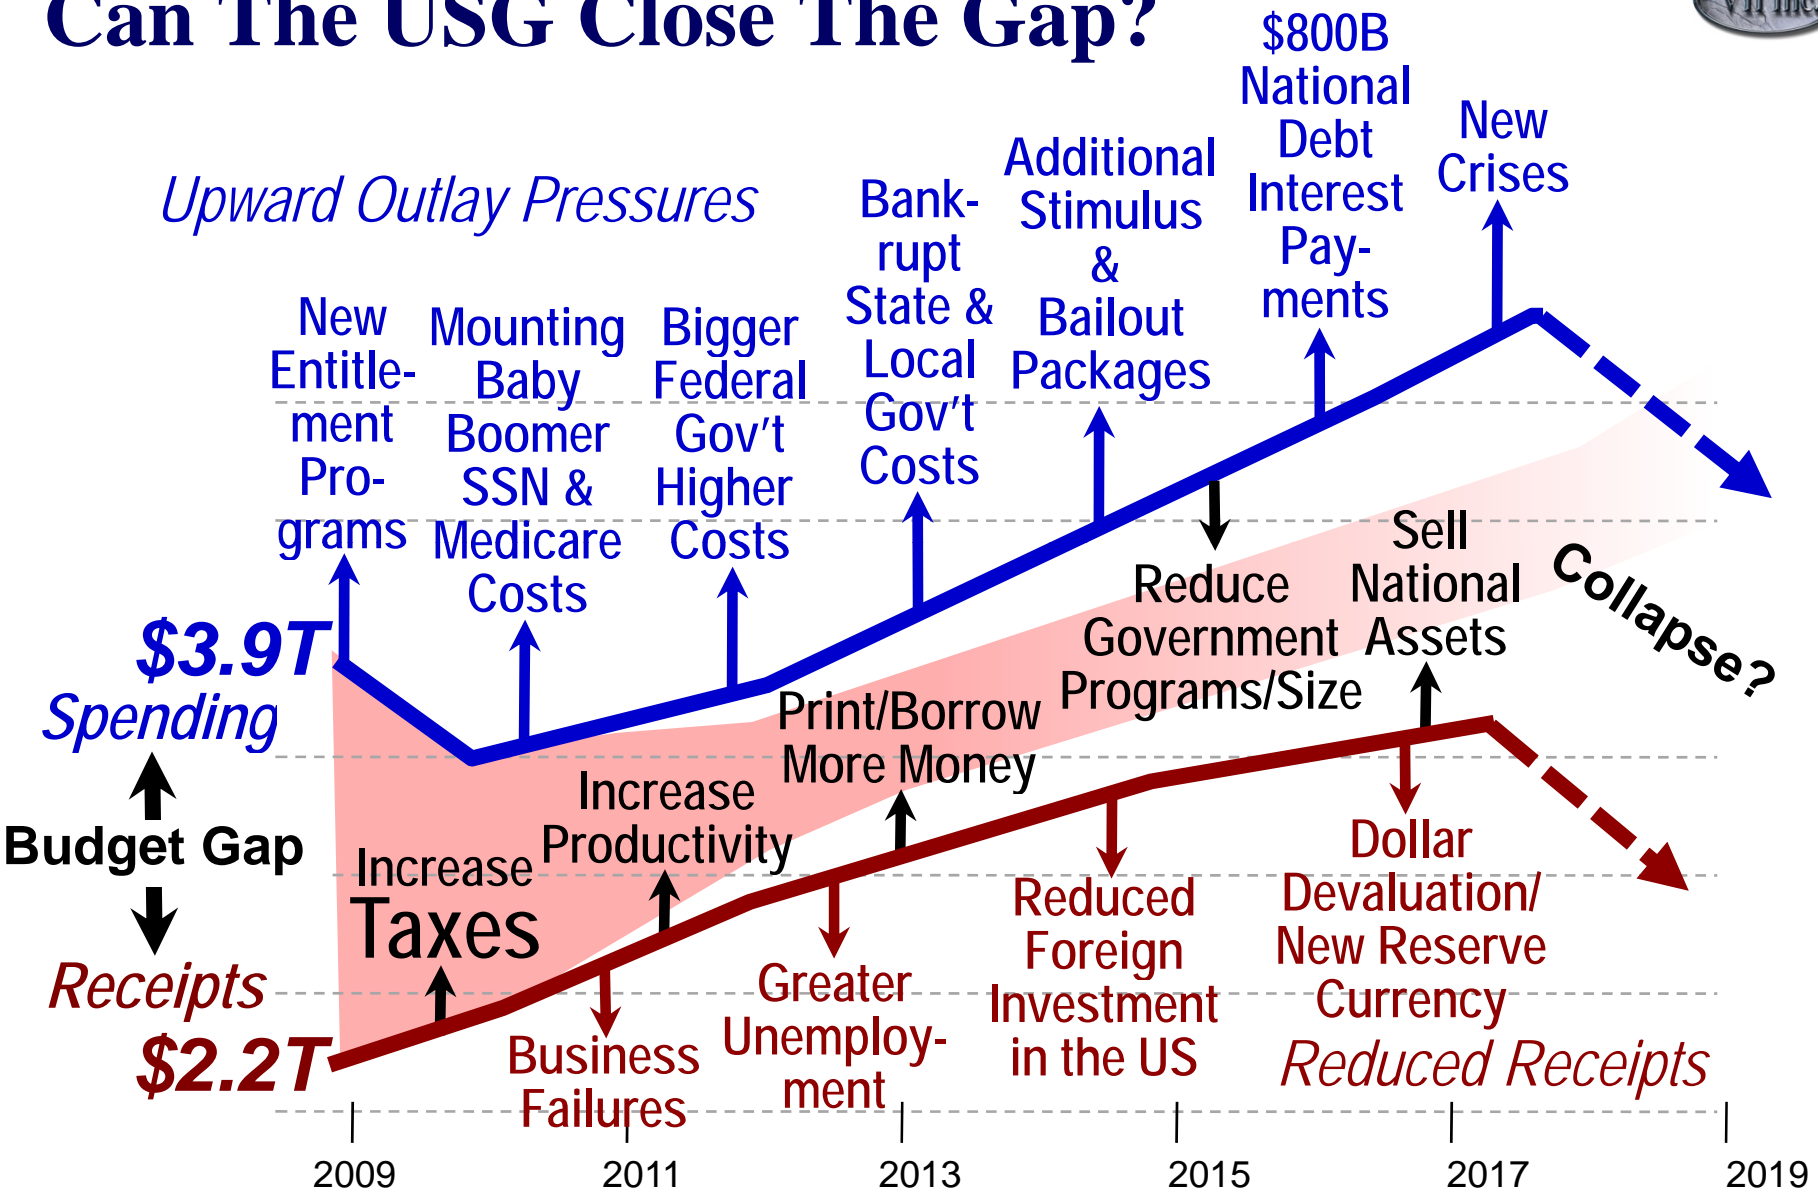 Can The USG Close The Gap?
VII Inc.
Upward Outlay Pressures
New
Entitle-
ment
Pro-
grams
Mounting
Baby
Boomer
SSN &
Medicare
Costs
Bigger
Federal
Gov't
Higher
Costs
Bank-
rupt
State &
Local
Gov't
Costs
Additional
Stimulus
&
Bailout
Packages
$800B
National
Debt
Interest
Pay-
ments
New
Crises
$3.9T
Spending
Budget Gap
Receipts
$2.2T
Increase
Taxes
Increase
Productivity
Print/Borrow
More Money
Reduce
Government
Programs/Size
Sell
National
Assets
Collapse?
Business
Failures
Greater
Unemploy-
ment
Reduced
Foreign
Investment
in the US
Dollar
Devaluation/
New Reserve
Currency
Reduced Receipts
2009
2011
2013
2015
2017
2019